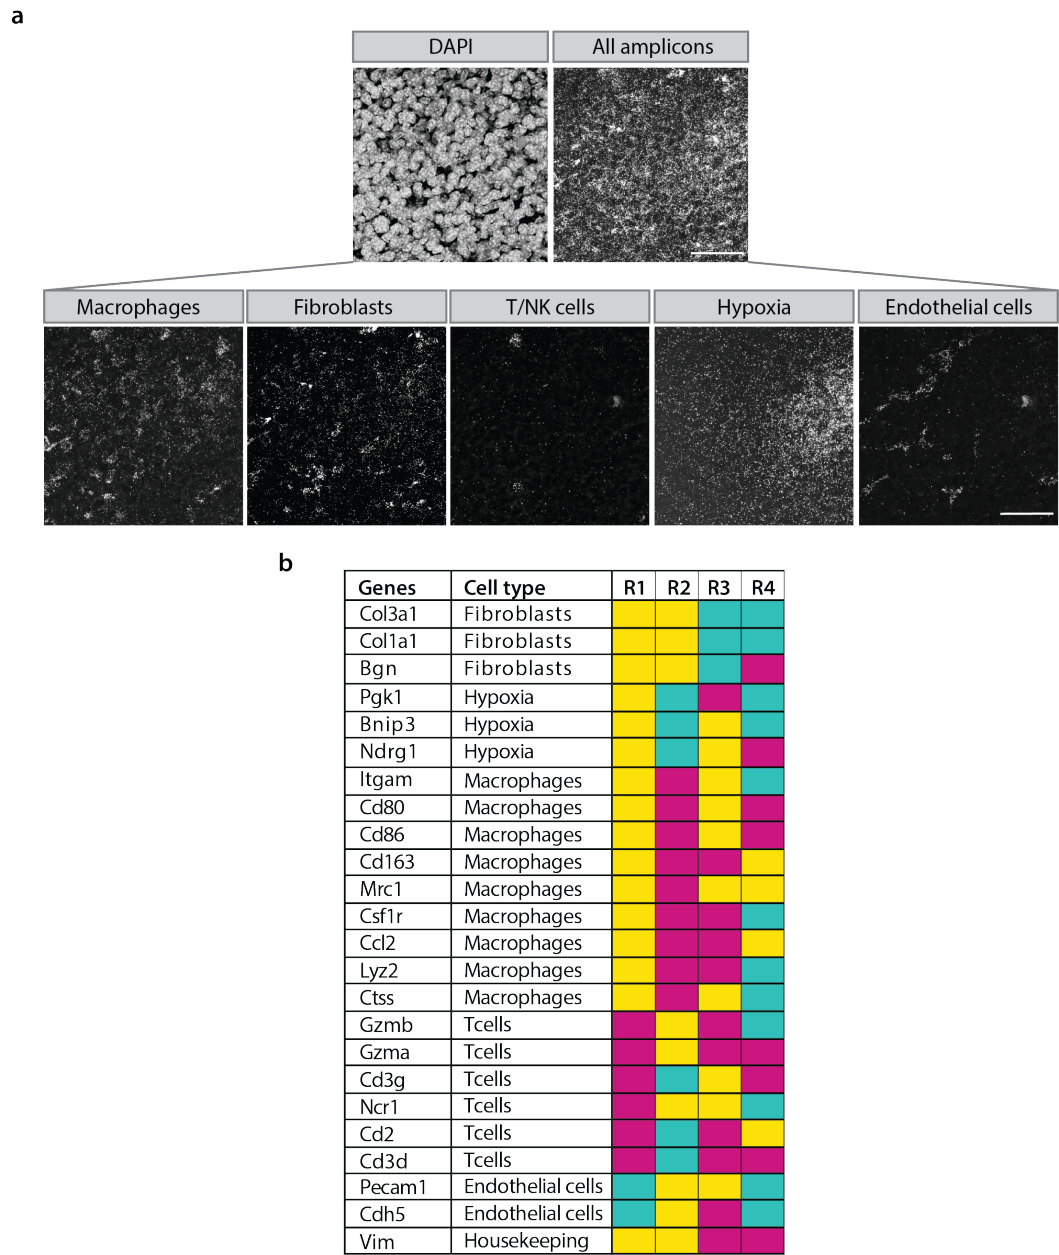 a
DAPI All amplicons
Macrophages Fibroblasts T/NK cells Hypoxia Endothelial cells
b
Genes Cell type R1 R2 R3 R4
Col3a1 Fibroblasts
Col1a1 Fibroblasts
Bgn Fibroblasts
Pgk1 Hypoxia
Bnip3 Hypoxia
Ndrg1 Hypoxia
Itgam Macrophages
Cd80 Macrophages
Cd86 Macrophages
Cd163 Macrophages
Mrc1 Macrophages
Csf1r Macrophages
Ccl2 Macrophages
Lyz2 Macrophages
Ctss Macrophages
Gzmb Tcells
Gzma Tcells
Cd3g Tcells
Ncr1 Tcells
Cd2 Tcells
Cd3d Tcells
Pecam1 Endothelial cells
Cdh5 Endothelial cells
Vim Housekeeping